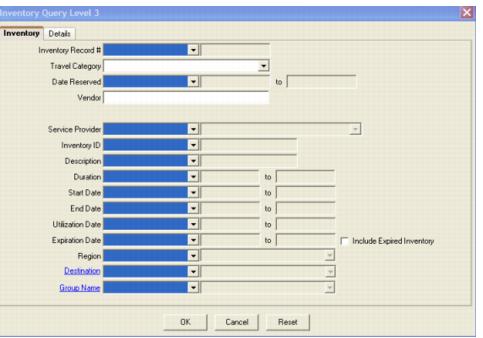 Inventory Query Level 3
Inventory Details
Inventory Record #
Travel Category
Date Reserved to
Vendor
Service Provider
Inventory ID
Description
Duration to
Start Date to
End Date to
Utilization Date to
Expiration Date to Include Expired Inventory
Region
Destination
Group Name
OK Cancel Reset